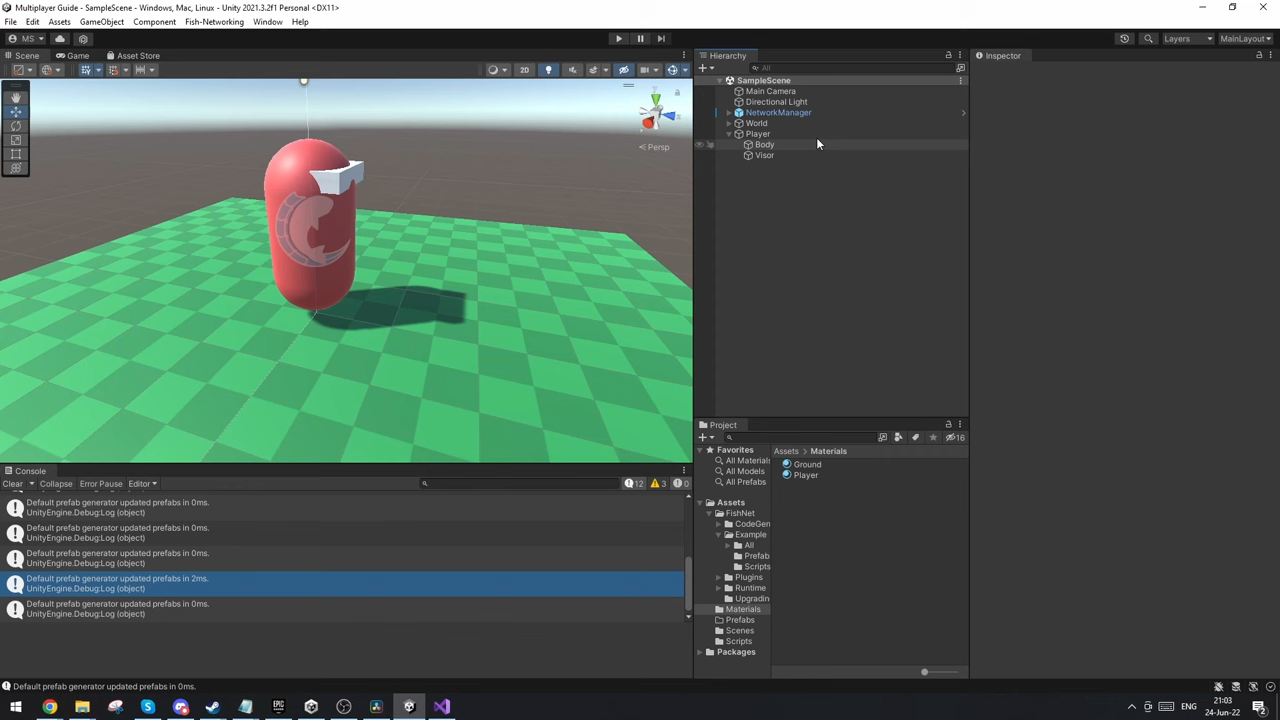 Multiplayer Guide - SampleScene - Windows, Mac, Linux - Unity 2021.3.2f1 Personal <DX11>
File Edit Assets GameObject Component Fish-Networking Window Help
MS Layers MainLayout
Scene Game Asset Store
2D
Persp
Hierarchy
All
SampleScene
Main Camera
Directional Light
NetworkManager
World
Player
Body
Visor
Inspector
Console
Clear Collapse Error Pause Editor 12 3 0
Default prefab generator updated prefabs in 0ms.
UnityEngine.Debug:Log (object)
Default prefab generator updated prefabs in 0ms.
UnityEngine.Debug:Log (object)
Default prefab generator updated prefabs in 0ms.
UnityEngine.Debug:Log (object)
Default prefab generator updated prefabs in 2ms.
UnityEngine.Debug:Log (object)
Default prefab generator updated prefabs in 0ms.
UnityEngine.Debug:Log (object)
Project
16
Favorites
All Materials
All Models
All Prefabs
Assets
FishNet
CodeGen
Example
All
Prefab
Scripts
Plugins
Runtime
Upgradin
Materials
Prefabs
Scenes
Scripts
Packages
Assets > Materials
Ground
Player
Default prefab generator updated prefabs in 0ms.
EPIC
ENG
21:03
24-Jun-22
2